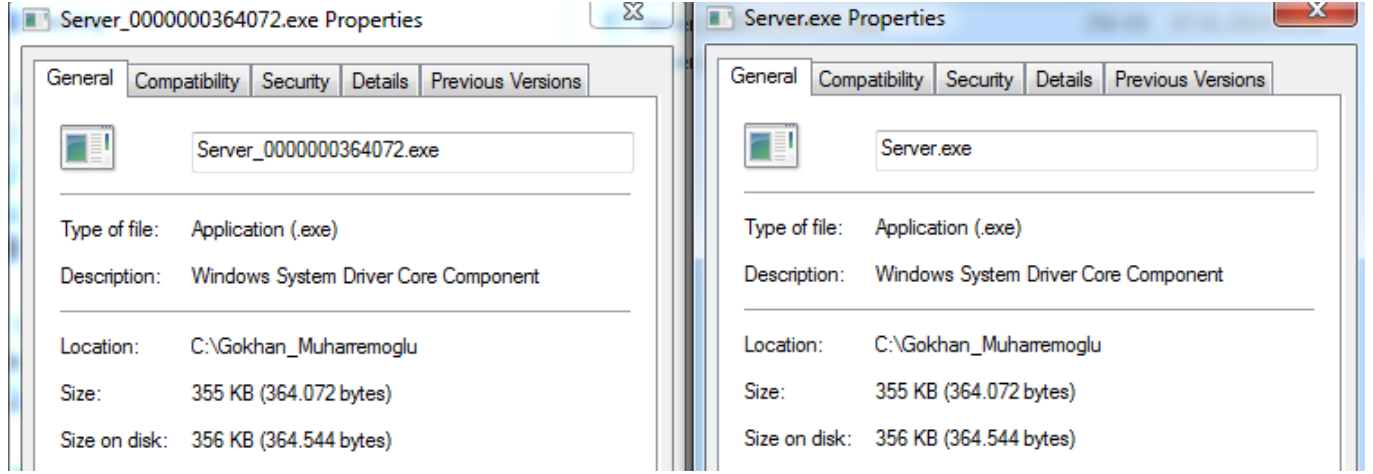 Server_0000000364072.exe Properties
General Compatibility Security Details Previous Versions
Server_0000000364072.exe
Type of file: Application (.exe)
Description: Windows System Driver Core Component
Location: C:\Gokhan_Muharremoglu
Size: 355 KB (364.072 bytes)
Size on disk: 356 KB (364.544 bytes)
Server.exe Properties
General Compatibility Security Details Previous Versions
Server.exe
Type of file: Application (.exe)
Description: Windows System Driver Core Component
Location: C:\Gokhan_Muharremoglu
Size: 355 KB (364.072 bytes)
Size on disk: 356 KB (364.544 bytes)